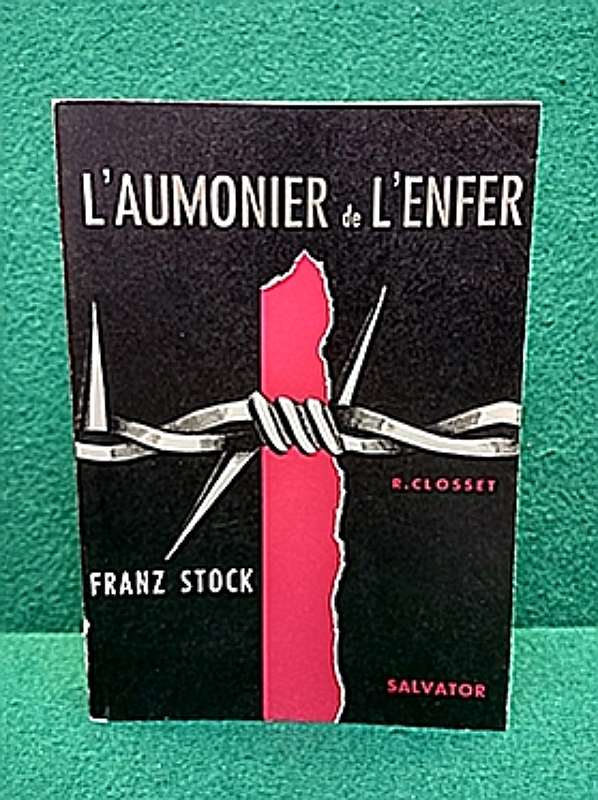 L'AUMONIER de L'ENFER
R. CLOSSET
FRANZ STOCK
SALVATOR